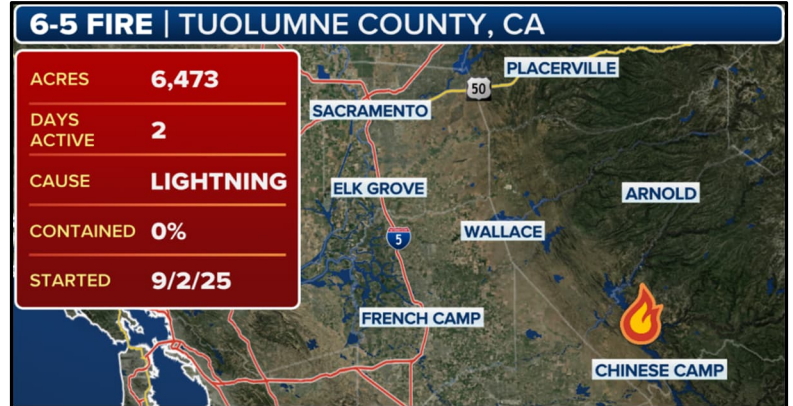 6-5 FIRE | TUOLUMNE COUNTY, CA
ACRES 6,473
DAYS
ACTIVE 2
CAUSE LIGHTNING
CONTAINED 0%
STARTED 9/2/25
PLACERVILLE
50
SACRAMENTO
ELK GROVE
ARNOLD
WALLACE
5
FRENCH CAMP
CHINESE CAMP